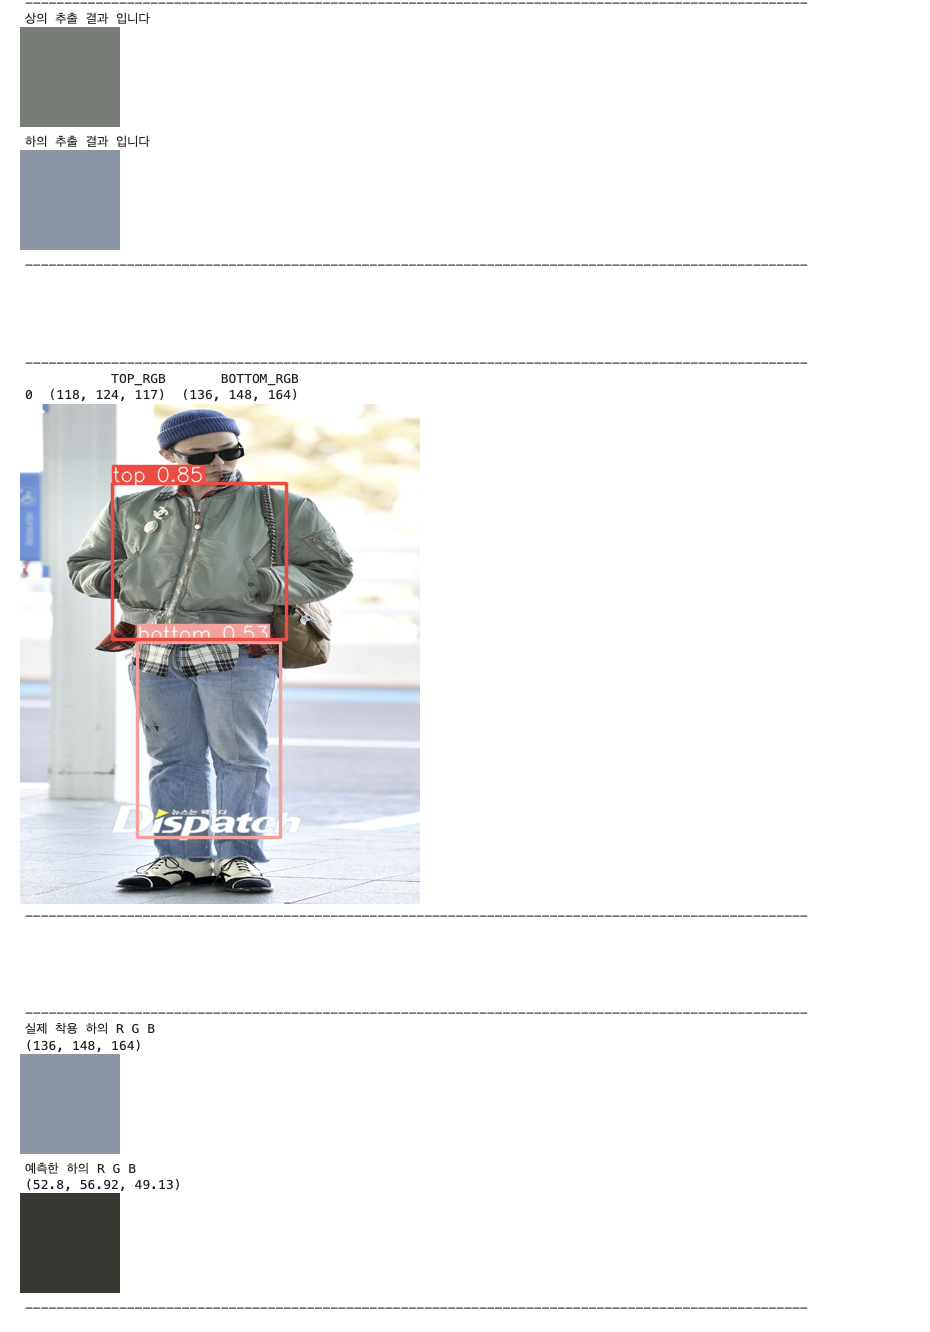 상의 추출 결과 입니다
하의 추출 결과 입니다
TOP_RGB BOTTOM_RGB
0 (118, 124, 117) (136, 148, 164)
top 0.85
bottom 0.53
뉴스는
Dispatch
실제 착용 하의 R G B
(136, 148, 164)
예측한 하의 R G B
(52.8, 56.92, 49.13)